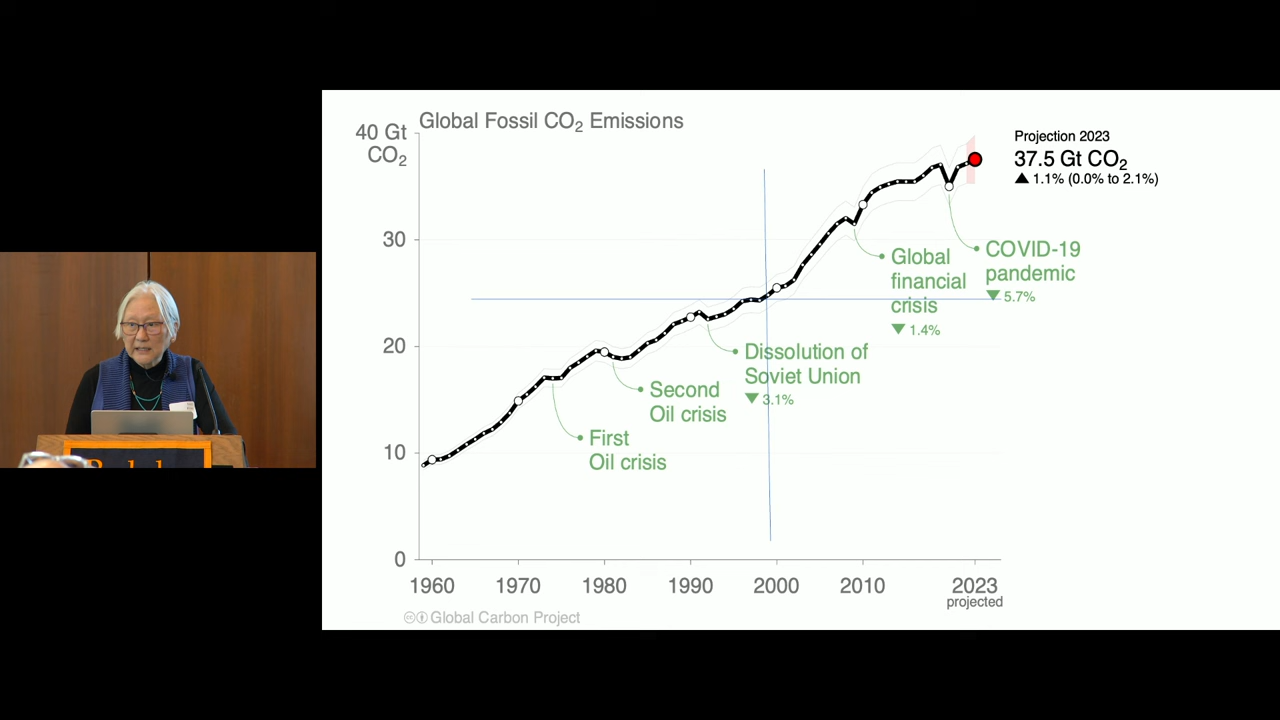 Global Fossil CO₂ Emissions
40 Gt
CO₂
30
20
10
0
1960
1970
1980
1990
2000
2010
2023
projected
Projection 2023
37.5 Gt CO₂
▲ 1.1% (0.0% to 2.1%)
First
Oil crisis
Second
Oil crisis
Dissolution of
Soviet Union
▼ 3.1%
Global
financial
crisis
▼ 1.4%
COVID-19
pandemic
▼ 5.7%
Global Carbon Project